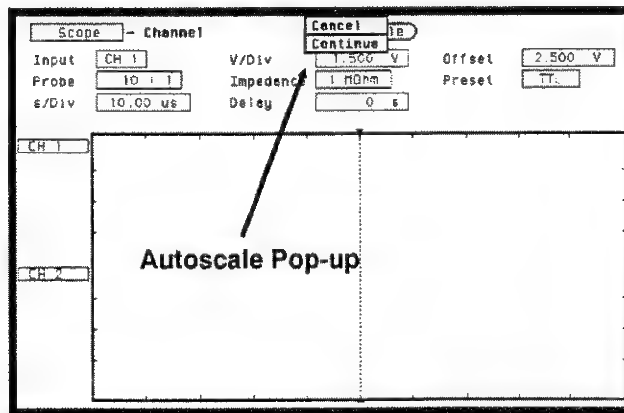 Scope - Channel
Cancel
Continue
Input CH 1 V/Div 1.500 V Offset 2.500 V
Probe 10 : 1 Impedance 1 MOhm Preset TTL
s/Div 10.00 us Delay 0 s
CH 1
Autoscale Pop-up
CH 2